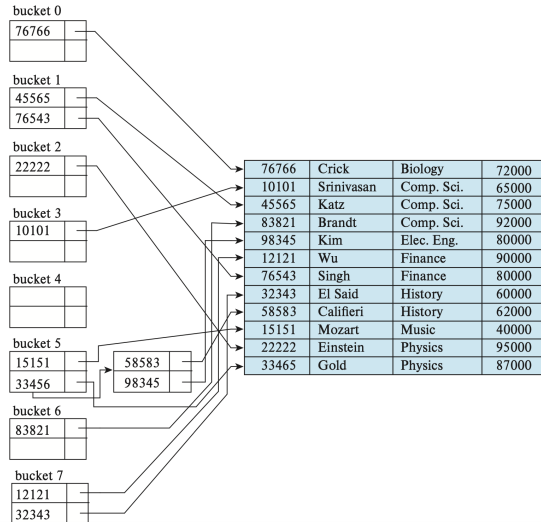 bucket 0
76766
bucket 1
45565
76543
bucket 2
22222
bucket 3
10101
bucket 4
bucket 5
15151
33456
58583
98345
bucket 6
83821
bucket 7
12121
32343
76766 Crick Biology 72000
10101 Srinivasan Comp. Sci. 65000
45565 Katz Comp. Sci. 75000
83821 Brandt Comp. Sci. 92000
98345 Kim Elec. Eng. 80000
12121 Wu Finance 90000
76543 Singh Finance 80000
32343 El Said History 60000
58583 Califieri History 62000
15151 Mozart Music 40000
22222 Einstein Physics 95000
33465 Gold Physics 87000